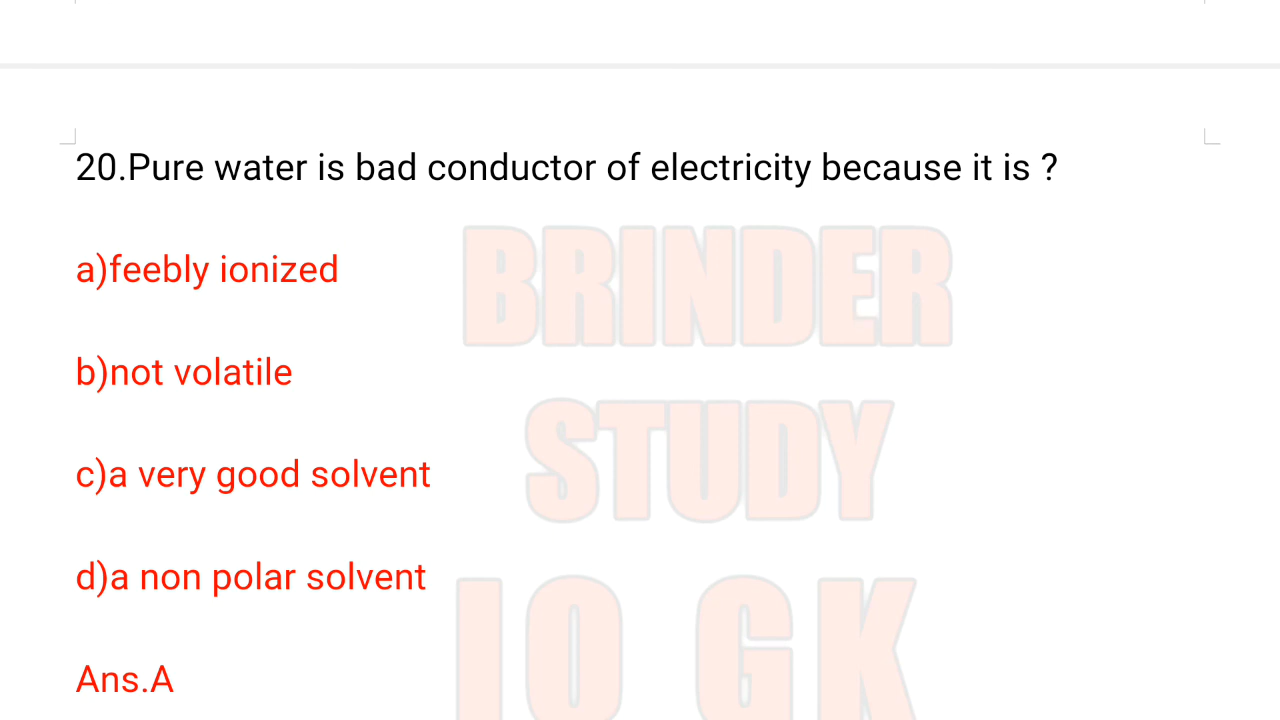 20.Pure water is bad conductor of electricity because it is ?
a)feebly ionized
b)not volatile
c)a very good solvent
d)a non polar solvent
Ans.A
BRINDER
STUDY
IQ GK